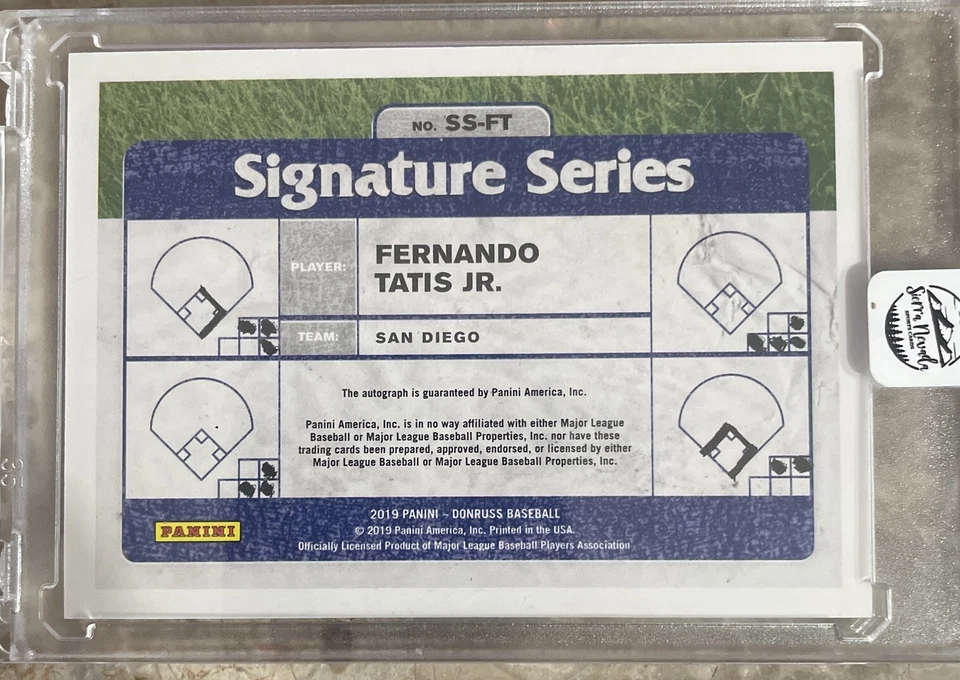 NO. SS-FT
Signature Series
PLAYER:
FERNANDO
TATIS JR.
TEAM:
SAN DIEGO
The autograph is guaranteed by Panini America, Inc.
Panini America, Inc. is in no way affiliated with either Major League
Baseball or Major League Baseball Properties, Inc. nor have these
trading cards been prepared, approved, endorsed, or licensed by either
Major League Baseball or Major League Baseball Properties, Inc.
2019 PANINI - DONRUSS BASEBALL
© 2019 Panini America, Inc. Printed in the USA.
Officially Licensed Product of Major League Baseball Players Association
PANINI
Sierra Nevada
SPORTS CARDS